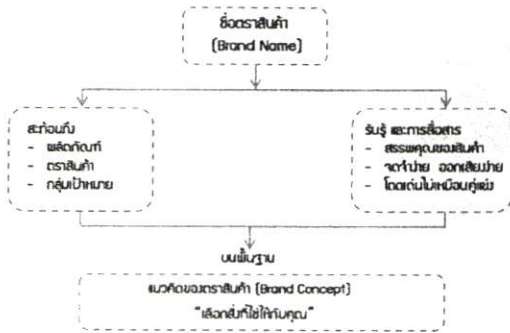 ชื่อตราสินค้า
(Brand Name)
สะท้อนถึง
- ผลิตภัณฑ์
- ตราสินค้า
- กลุ่มเป้าหมาย
รับรู้ และการสื่อสาร
- สรรพคุณของสินค้า
- จดจำง่าย ออกเสียงง่าย
- โดดเด่นไม่เหมือนคู่แข่ง
บนพื้นฐาน
แนวคิดของตราสินค้า (Brand Concept)
"เลือกสิ่งที่ใช่ให้กับคุณ"